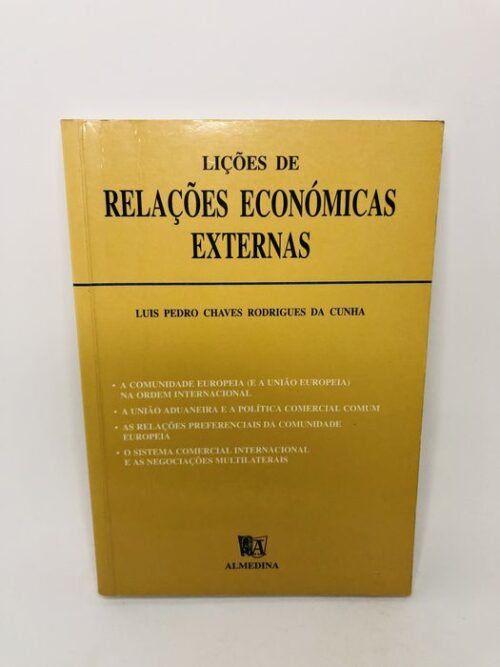 LIÇÕES DE
RELAÇÕES ECONÓMICAS
EXTERNAS
LUIS PEDRO CHAVES RODRIGUES DA CUNHA
• A COMUNIDADE EUROPEIA (E A UNIÃO EUROPEIA)
NA ORDEM INTERNACIONAL
• A UNIÃO ADUANEIRA E A POLÍTICA COMERCIAL COMUM
• AS RELAÇÕES PREFERENCIAIS DA COMUNIDADE
EUROPEIA
• O SISTEMA COMERCIAL INTERNACIONAL
E AS NEGOCIAÇÕES MULTILATERAIS
A
ALMEDINA